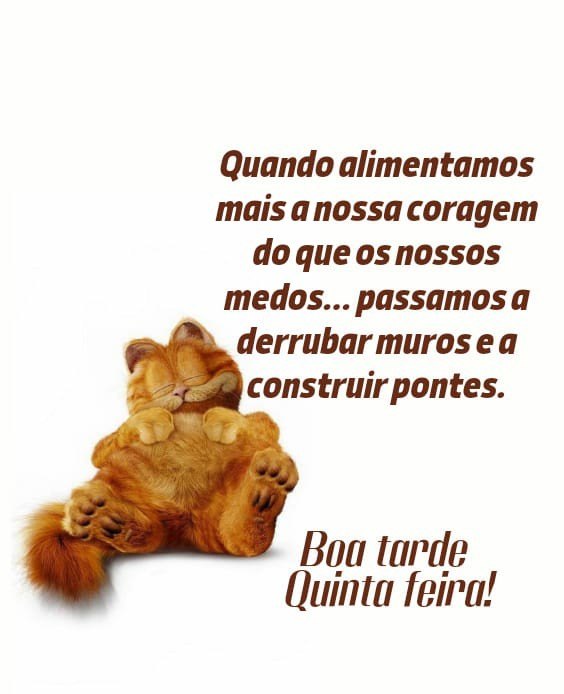 Quando alimentamos
mais a nossa coragem
do que os nossos
medos... passamos a
derrubar muros e a
construir pontes.
Boa tarde
Quinta feira!